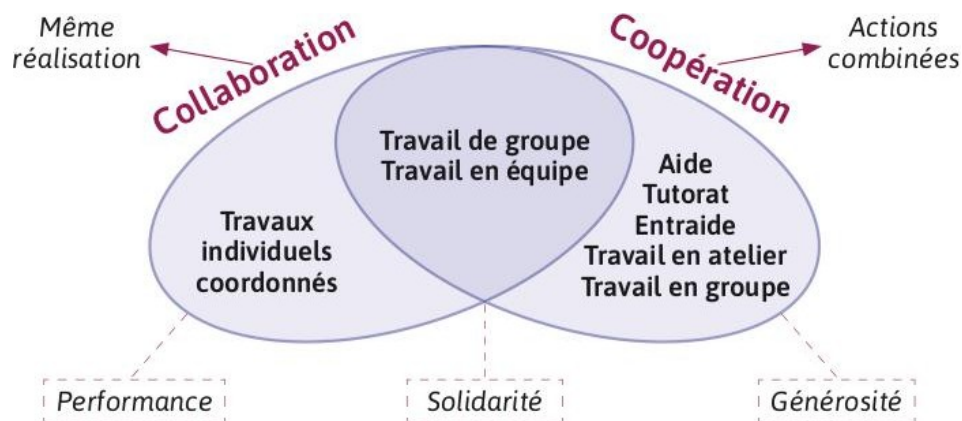 Même
réalisation
Collaboration
Coopération
Actions
combinées
Travail de groupe
Travail en équipe
Travaux
individuels
coordonnés
Aide
Tutorat
Entraide
Travail en atelier
Travail en groupe
Performance
Solidarité
Générosité